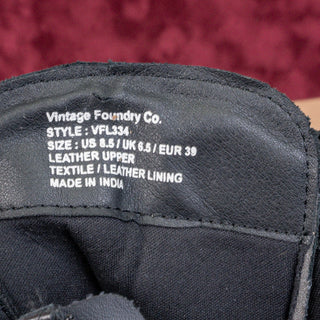 Vintage Foundry Co.
STYLE : VFL334
SIZE : US 8.5 / UK 6.5 / EUR 39
LEATHER UPPER
TEXTILE / LEATHER LINING
MADE IN INDIA